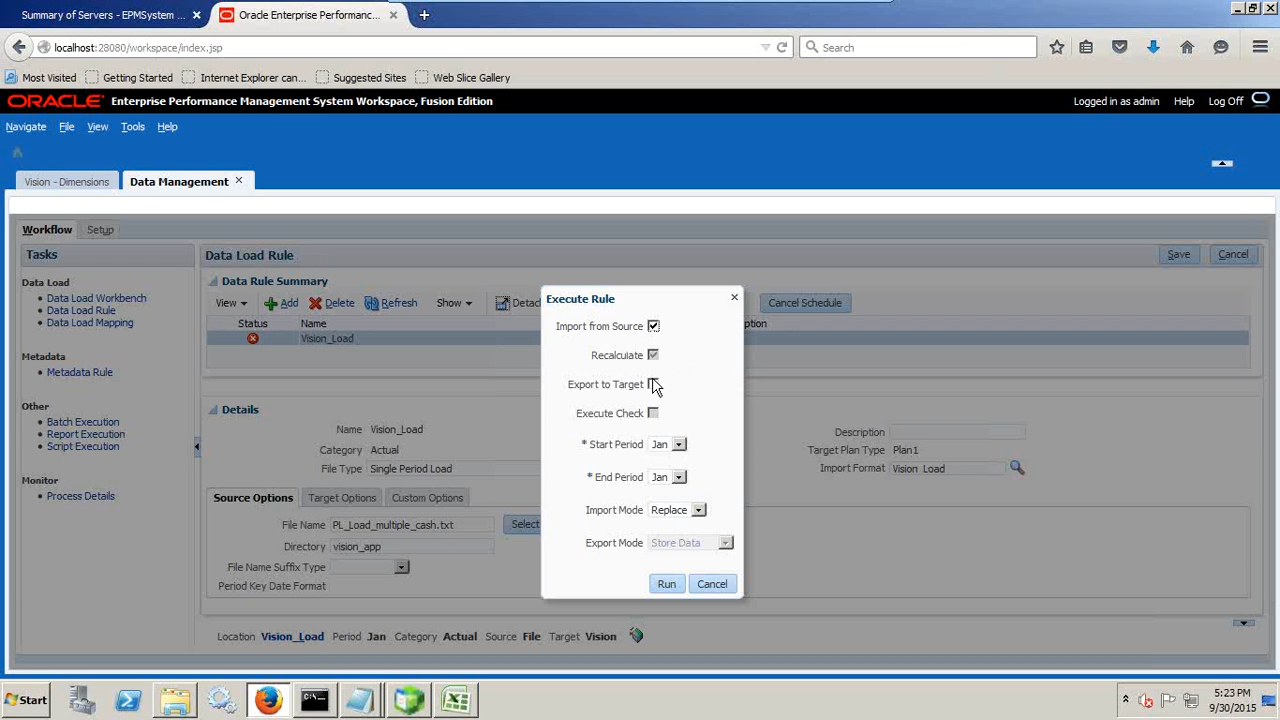 Summary of Servers - EPMSystem ...
Oracle Enterprise Performanc...
localhost:28080/workspace/index.jsp
Search
Most Visited
Getting Started
Internet Explorer can...
Suggested Sites
Web Slice Gallery
ORACLE Enterprise Performance Management System Workspace, Fusion Edition
Logged in as admin
Help
Log Off
Navigate File View Tools Help
Vision - Dimensions
Data Management
Workflow
Setup
Tasks
Data Load Rule
Save
Cancel
Data Load
Data Load Workbench
Data Load Rule
Data Load Mapping
Metadata
Metadata Rule
Other
Batch Execution
Report Execution
Script Execution
Monitor
Process Details
Data Rule Summary
View
Add
Delete
Refresh
Show
Detach
Cancel Schedule
Status
Name
Vision_Load
Details
Name Vision_Load
Category Actual
File Type Single Period Load
Description
Target Plan Type Plan1
Import Format Vision_Load
Source Options
Target Options
Custom Options
File Name PL_Load_multiple_cash.txt
Select
Directory vision_app
File Name Suffix Type
Period Key Date Format
Location Vision_Load Period Jan Category Actual Source File Target Vision
Execute Rule
Import from Source
Recalculate
Export to Target
Execute Check
* Start Period Jan
* End Period Jan
Import Mode Replace
Export Mode Store Data
Run
Cancel
Start
5:23 PM
9/30/2015